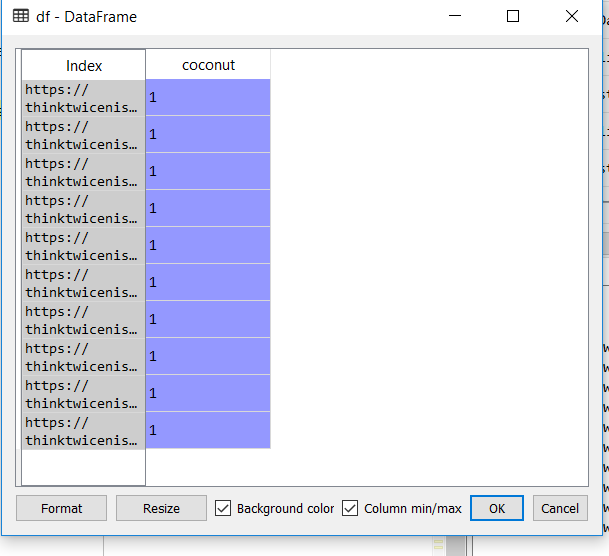 df - DataFrame
Index coconut
https://
thinktwicenis… 1
https://
thinktwicenis… 1
https://
thinktwicenis… 1
https://
thinktwicenis… 1
https://
thinktwicenis… 1
https://
thinktwicenis… 1
https://
thinktwicenis… 1
https://
thinktwicenis… 1
https://
thinktwicenis… 1
https://
thinktwicenis… 1
Format Resize Background color Column min/max OK Cancel